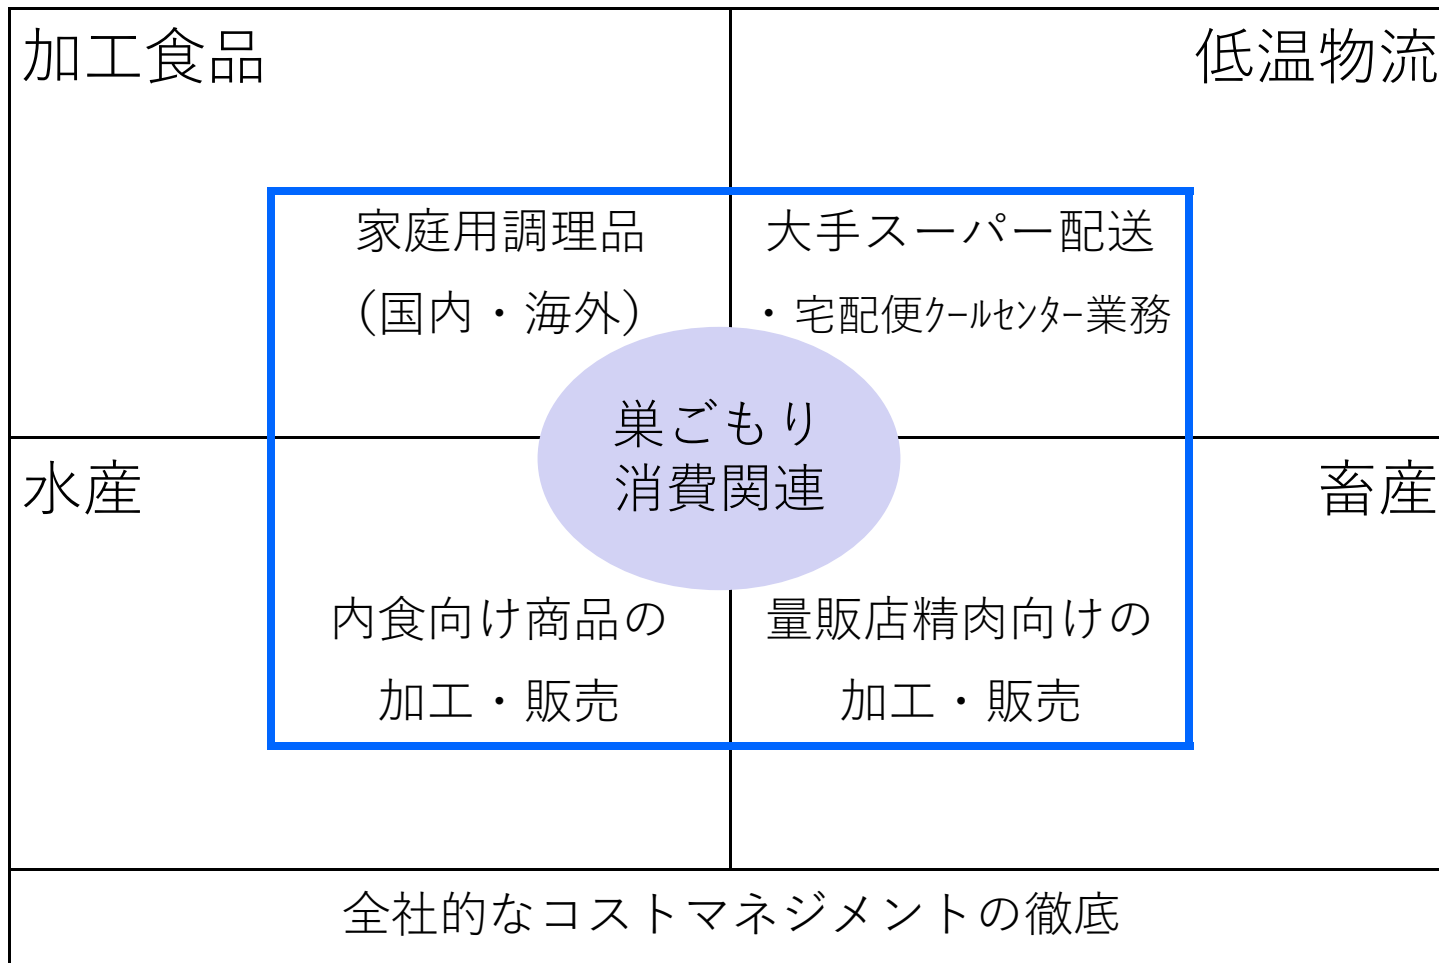 加工食品
低温物流
家庭用調理品
（国内・海外）
大手スーパー配送
・宅配便ｸｰﾙｾﾝﾀｰ業務
巣ごもり
消費関連
水産
畜産
内食向け商品の
加工・販売
量販店精肉向けの
加工・販売
全社的なコストマネジメントの徹底